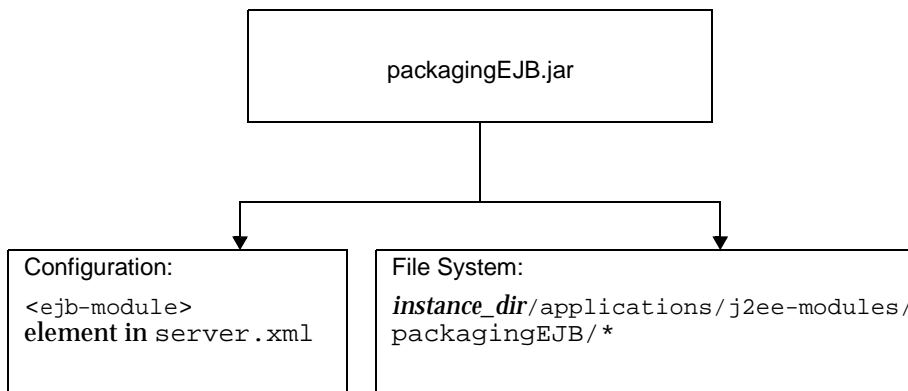 packagingEJB.jar
Configuration:
<ejb-module>
element in server.xml
File System:
instance_dir/applications/j2ee-modules/
packagingEJB/*